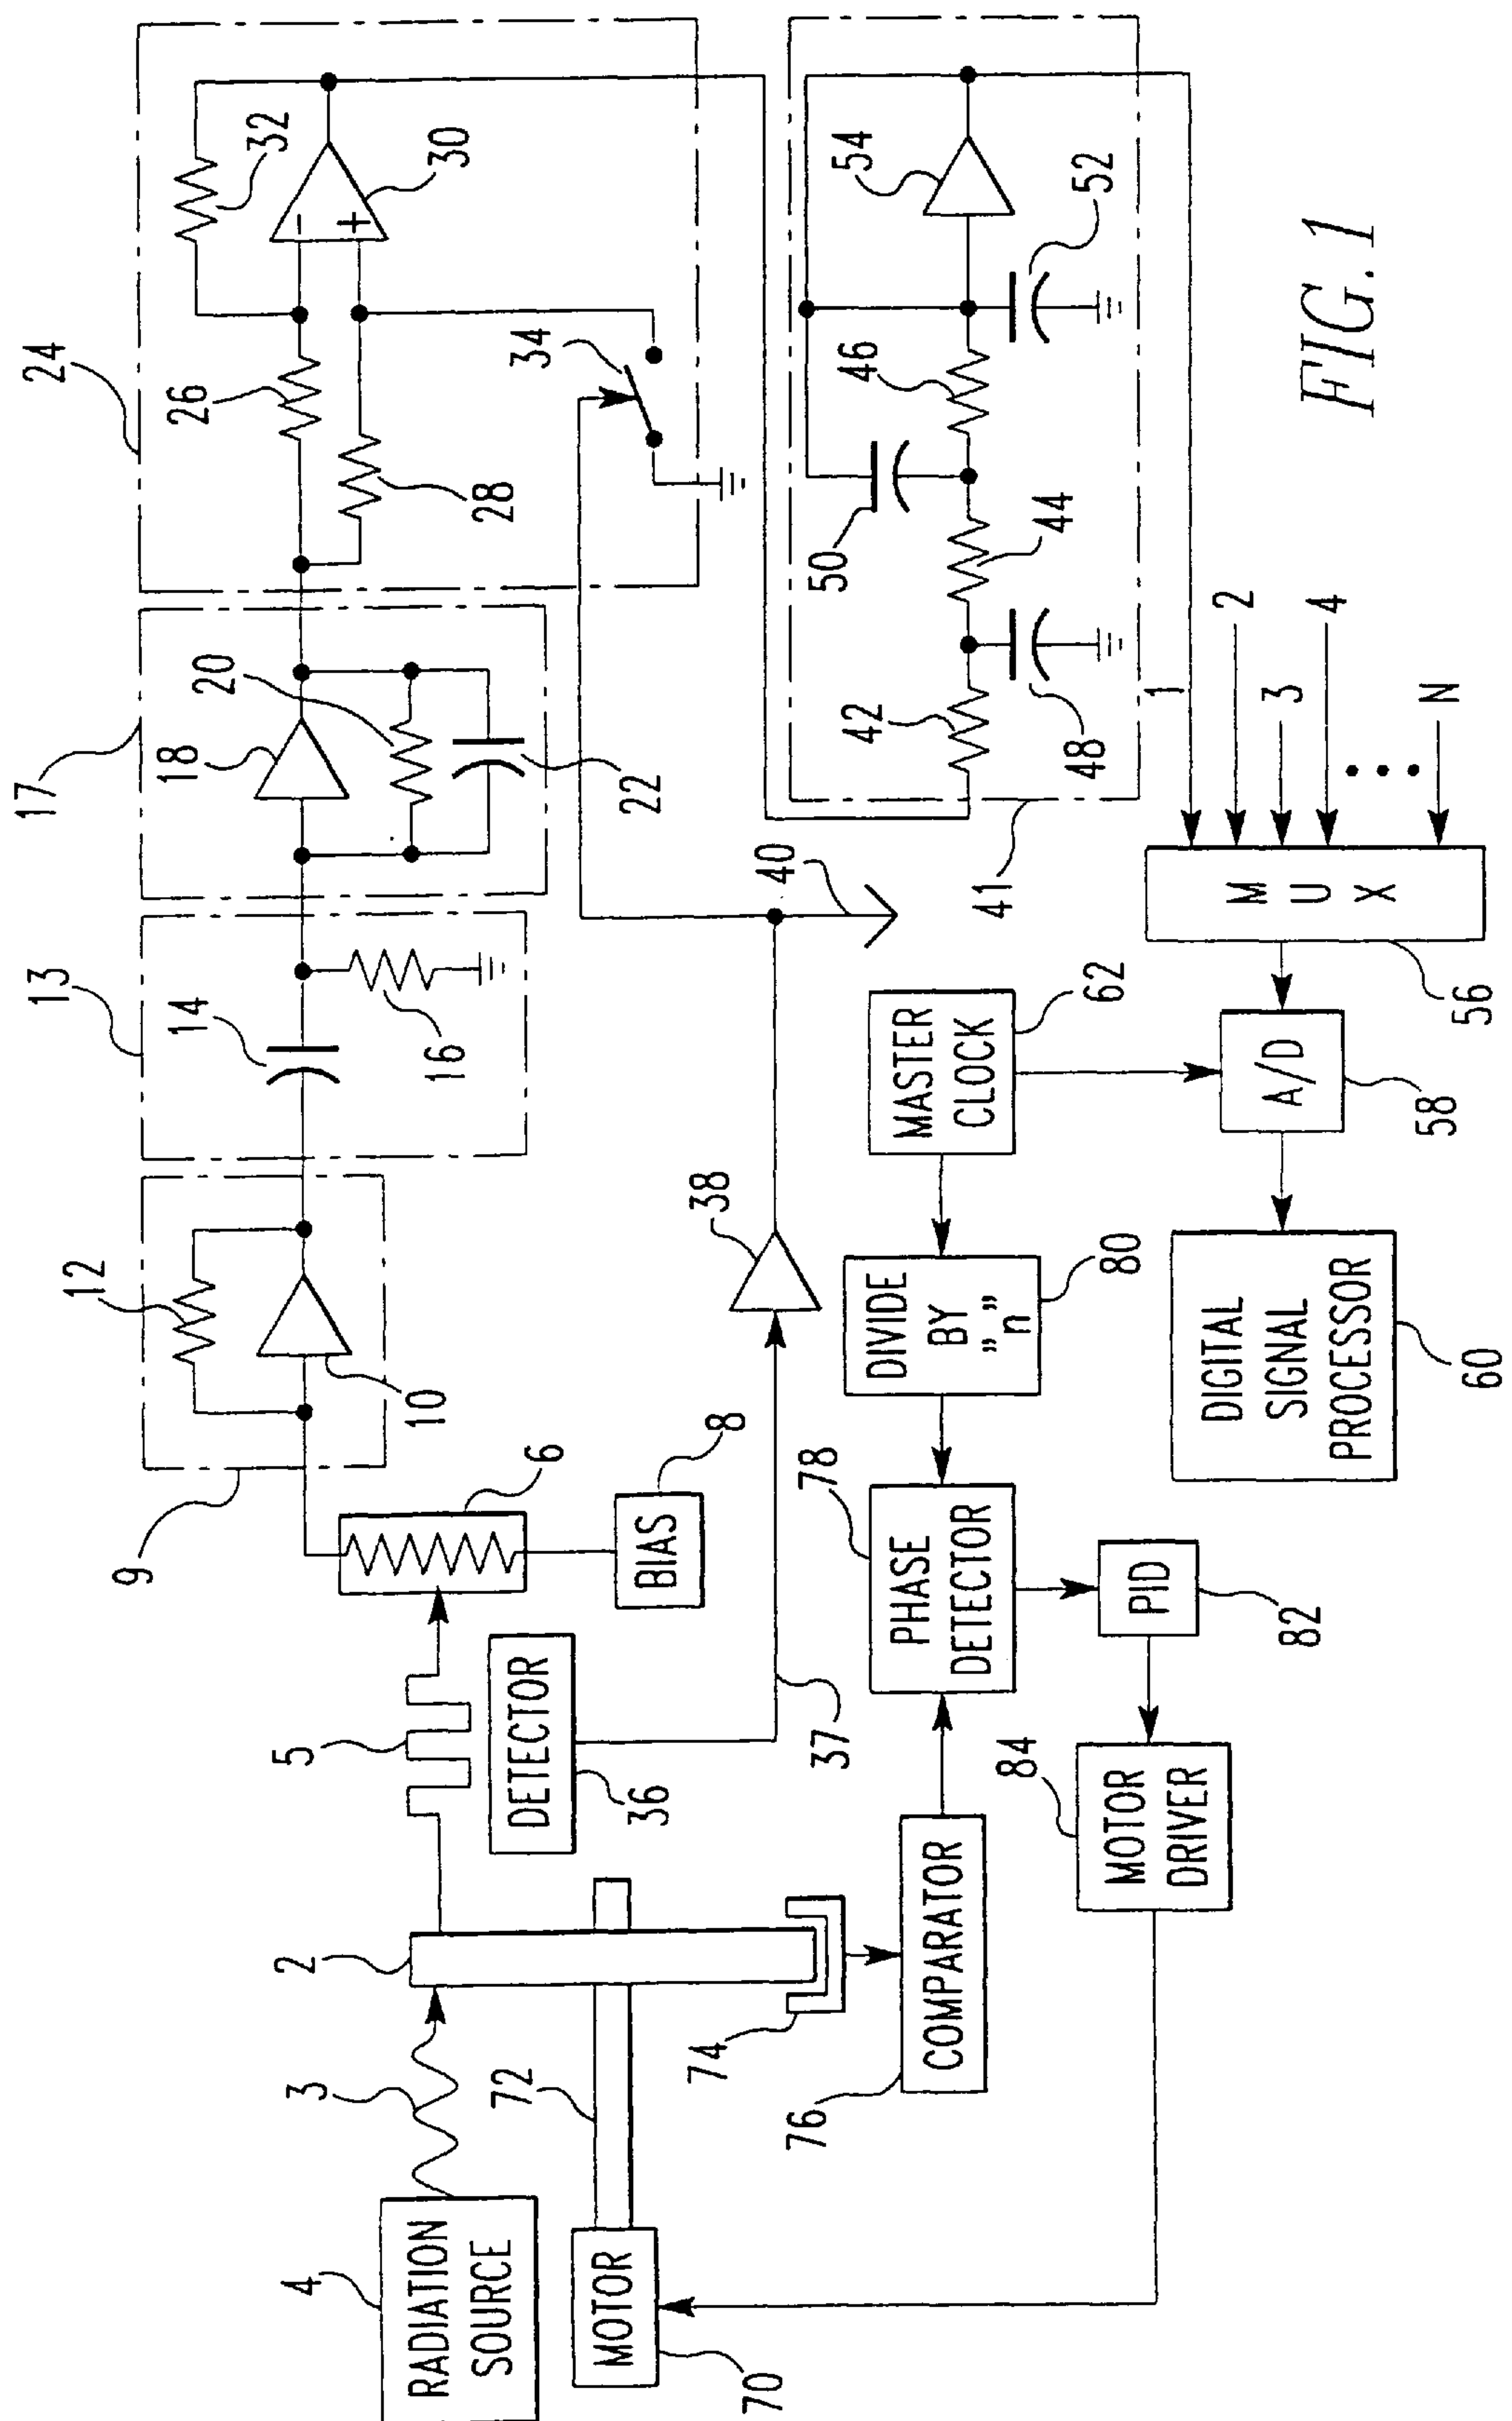 24
17
13
12
9
32
26
18
20
14
30
28
16
10
34
22
6
8
BIAS
5
DETECTOR
36
2
3
4
RADIATION
SOURCE
72
MOTOR
70
38
37
40
54
52
46
50
44
42
48
41
1
2
3
4
N
MUX
56
MASTER
CLOCK
62
A/D
58
DIVIDE
BY
"n"
80
DIGITAL
SIGNAL
PROCESSOR
60
78
PHASE
DETECTOR
PID
82
74
76
COMPARATOR
84
MOTOR
DRIVER
FIG. 1